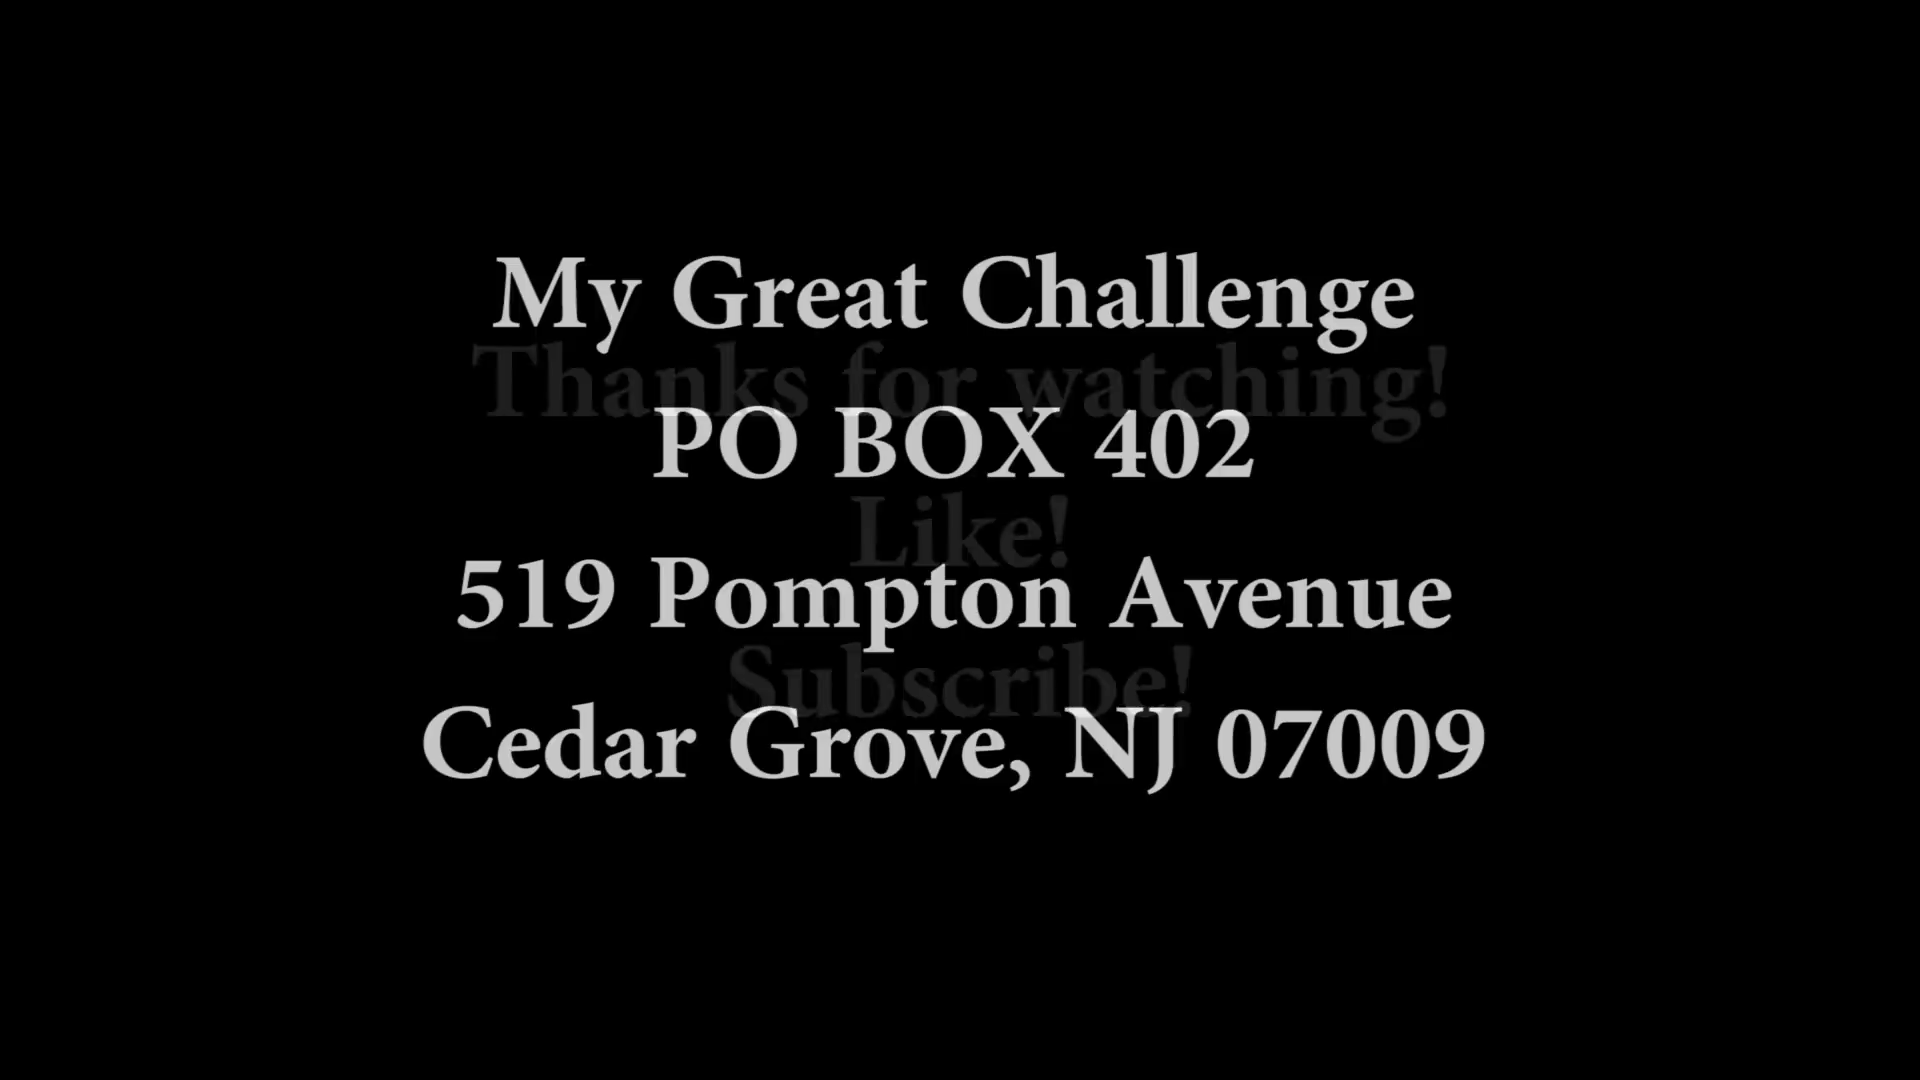 My Great Challenge
Thanks for watching!
PO BOX 402
Like!
519 Pompton Avenue
Subscribe!
Cedar Grove, NJ 07009